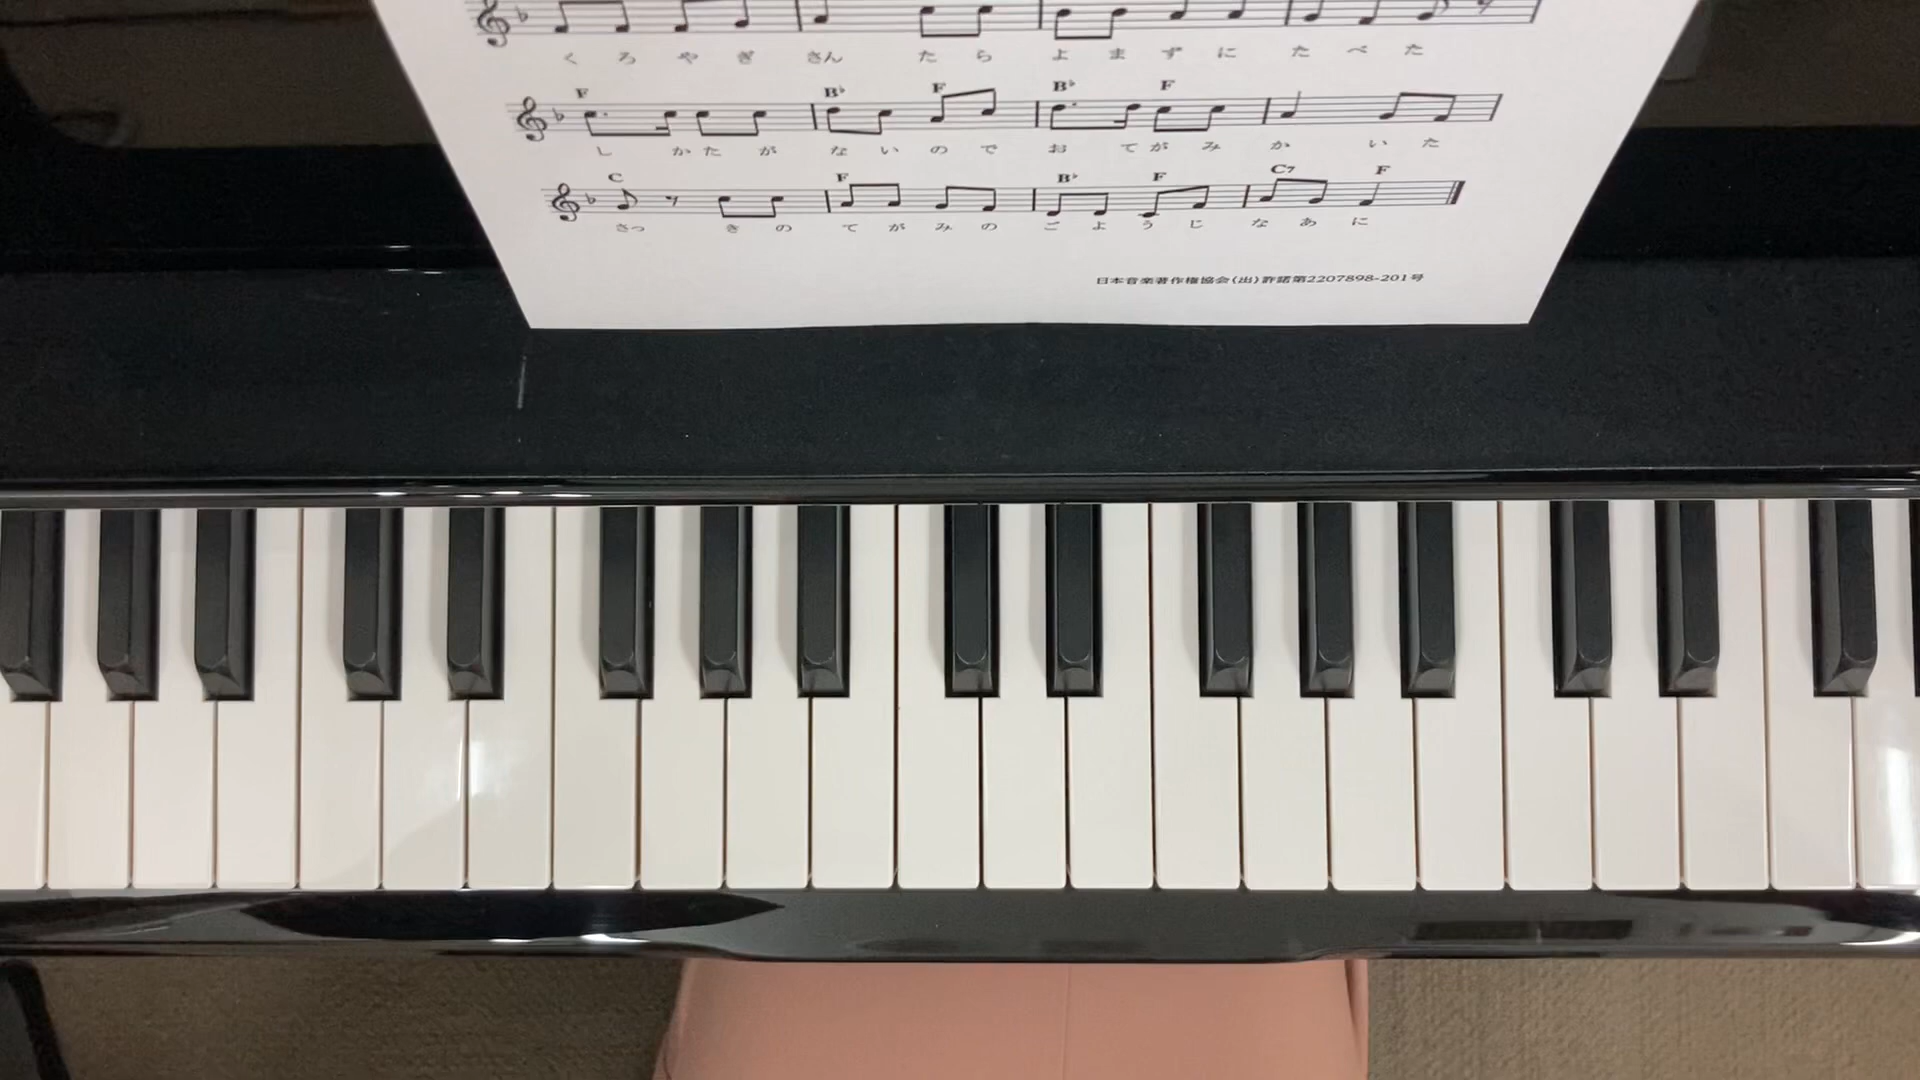 くろやぎさん たら よまずに たべた
F B♭ F B♭ F
しかたが ないので おてがみ かいた
C F B♭ F C7 F
さっ きの てがみの ごようじ なあに
日本音楽著作権協会(出)許諾第2207898-201号